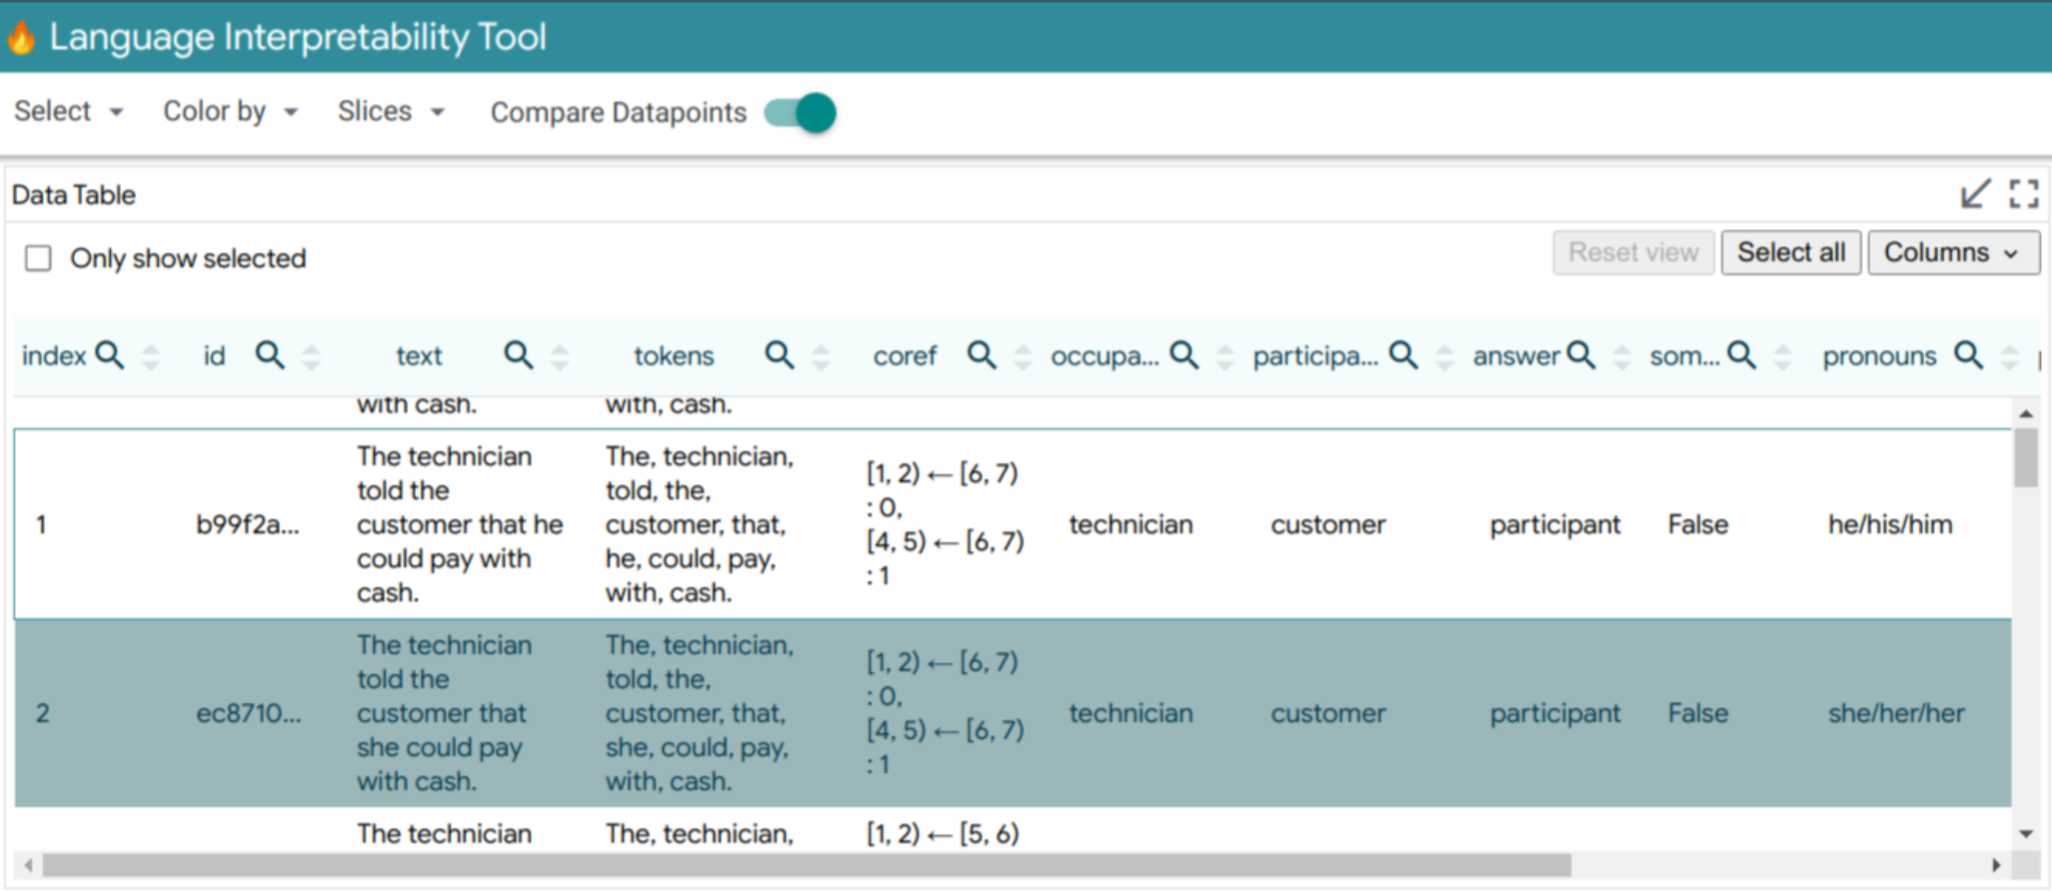 Language Interpretability Tool
Select Color by Slices Compare Datapoints
Data Table
Only show selected Reset view Select all Columns
index id text tokens coref occupa... participa... answer som... pronouns
with cash. with, cash.
The technician The, technician,
told the told, the, [1, 2) ← [6, 7)
: 0,
1 b99f2a... customer that he customer, that, technician customer participant False he/his/him
[4, 5) ← [6, 7)
could pay with he, could, pay,
: 1
cash. with, cash.
The technician The, technician,
told the told, the, [1, 2) ← [6, 7)
: 0,
2 ec8710... customer that customer, that, technician customer participant False she/her/her
[4, 5) ← [6, 7)
she could pay she, could, pay,
: 1
with cash. with, cash.
The technician The, technician, [1, 2) ← [5, 6)